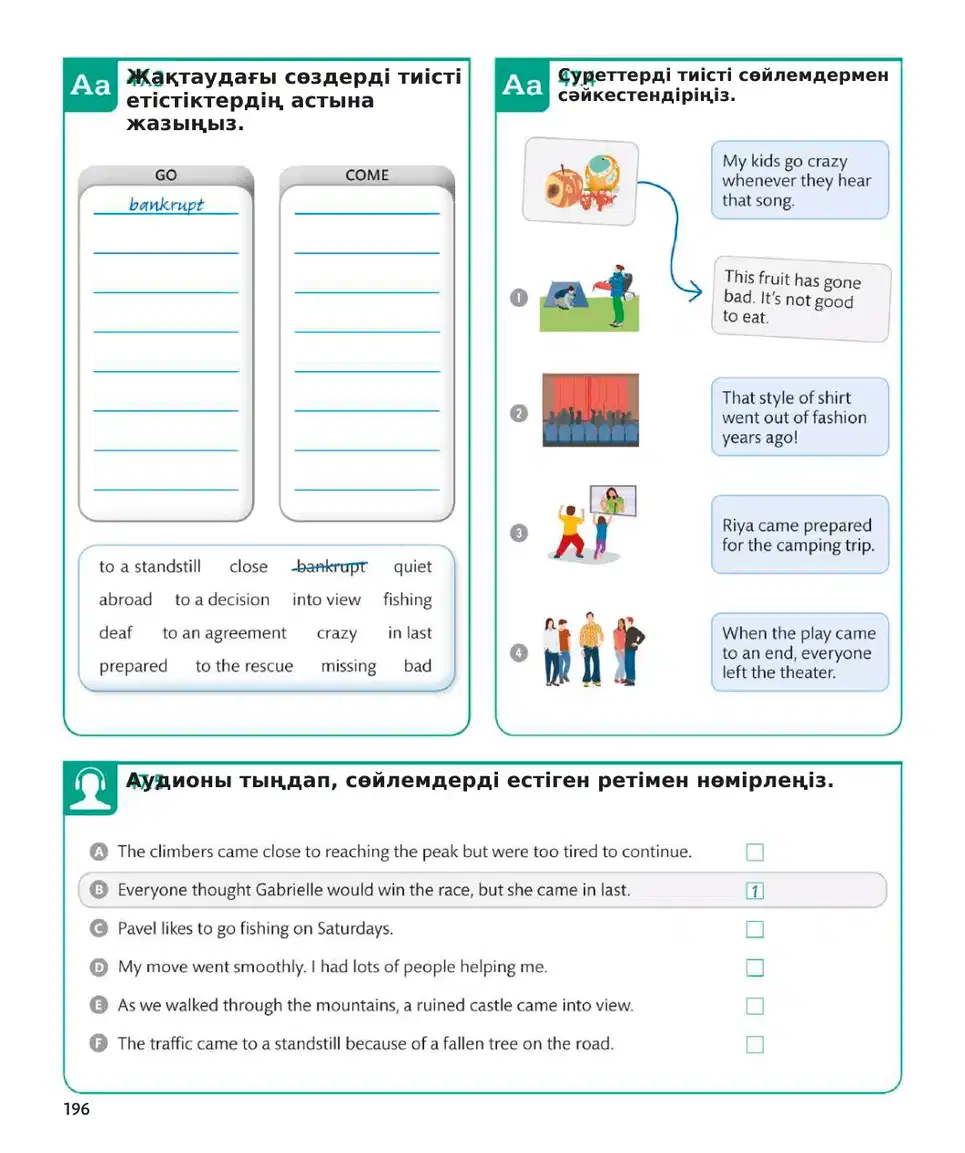 Aa
Жақтаудағы сөздерді тиісті
етістіктердің астына
жазыңыз.
GO
bankrupt
COME
to a standstill close bankrupt quiet
abroad to a decision into view fishing
deaf to an agreement crazy in last
prepared to the rescue missing bad
Aa
Суреттерді тиісті сөйлемдермен
сәйкестендіріңіз.
My kids go crazy
whenever they hear
that song.
This fruit has gone
bad. It's not good
to eat.
1
That style of shirt
went out of fashion
years ago!
2
Riya came prepared
for the camping trip.
3
When the play came
to an end, everyone
left the theater.
4
Аудионы тыңдап, сөйлемдерді естіген ретімен нөмірлеңіз.
A The climbers came close to reaching the peak but were too tired to continue.
B Everyone thought Gabrielle would win the race, but she came in last. 1
C Pavel likes to go fishing on Saturdays.
D My move went smoothly. I had lots of people helping me.
E As we walked through the mountains, a ruined castle came into view.
F The traffic came to a standstill because of a fallen tree on the road.
196